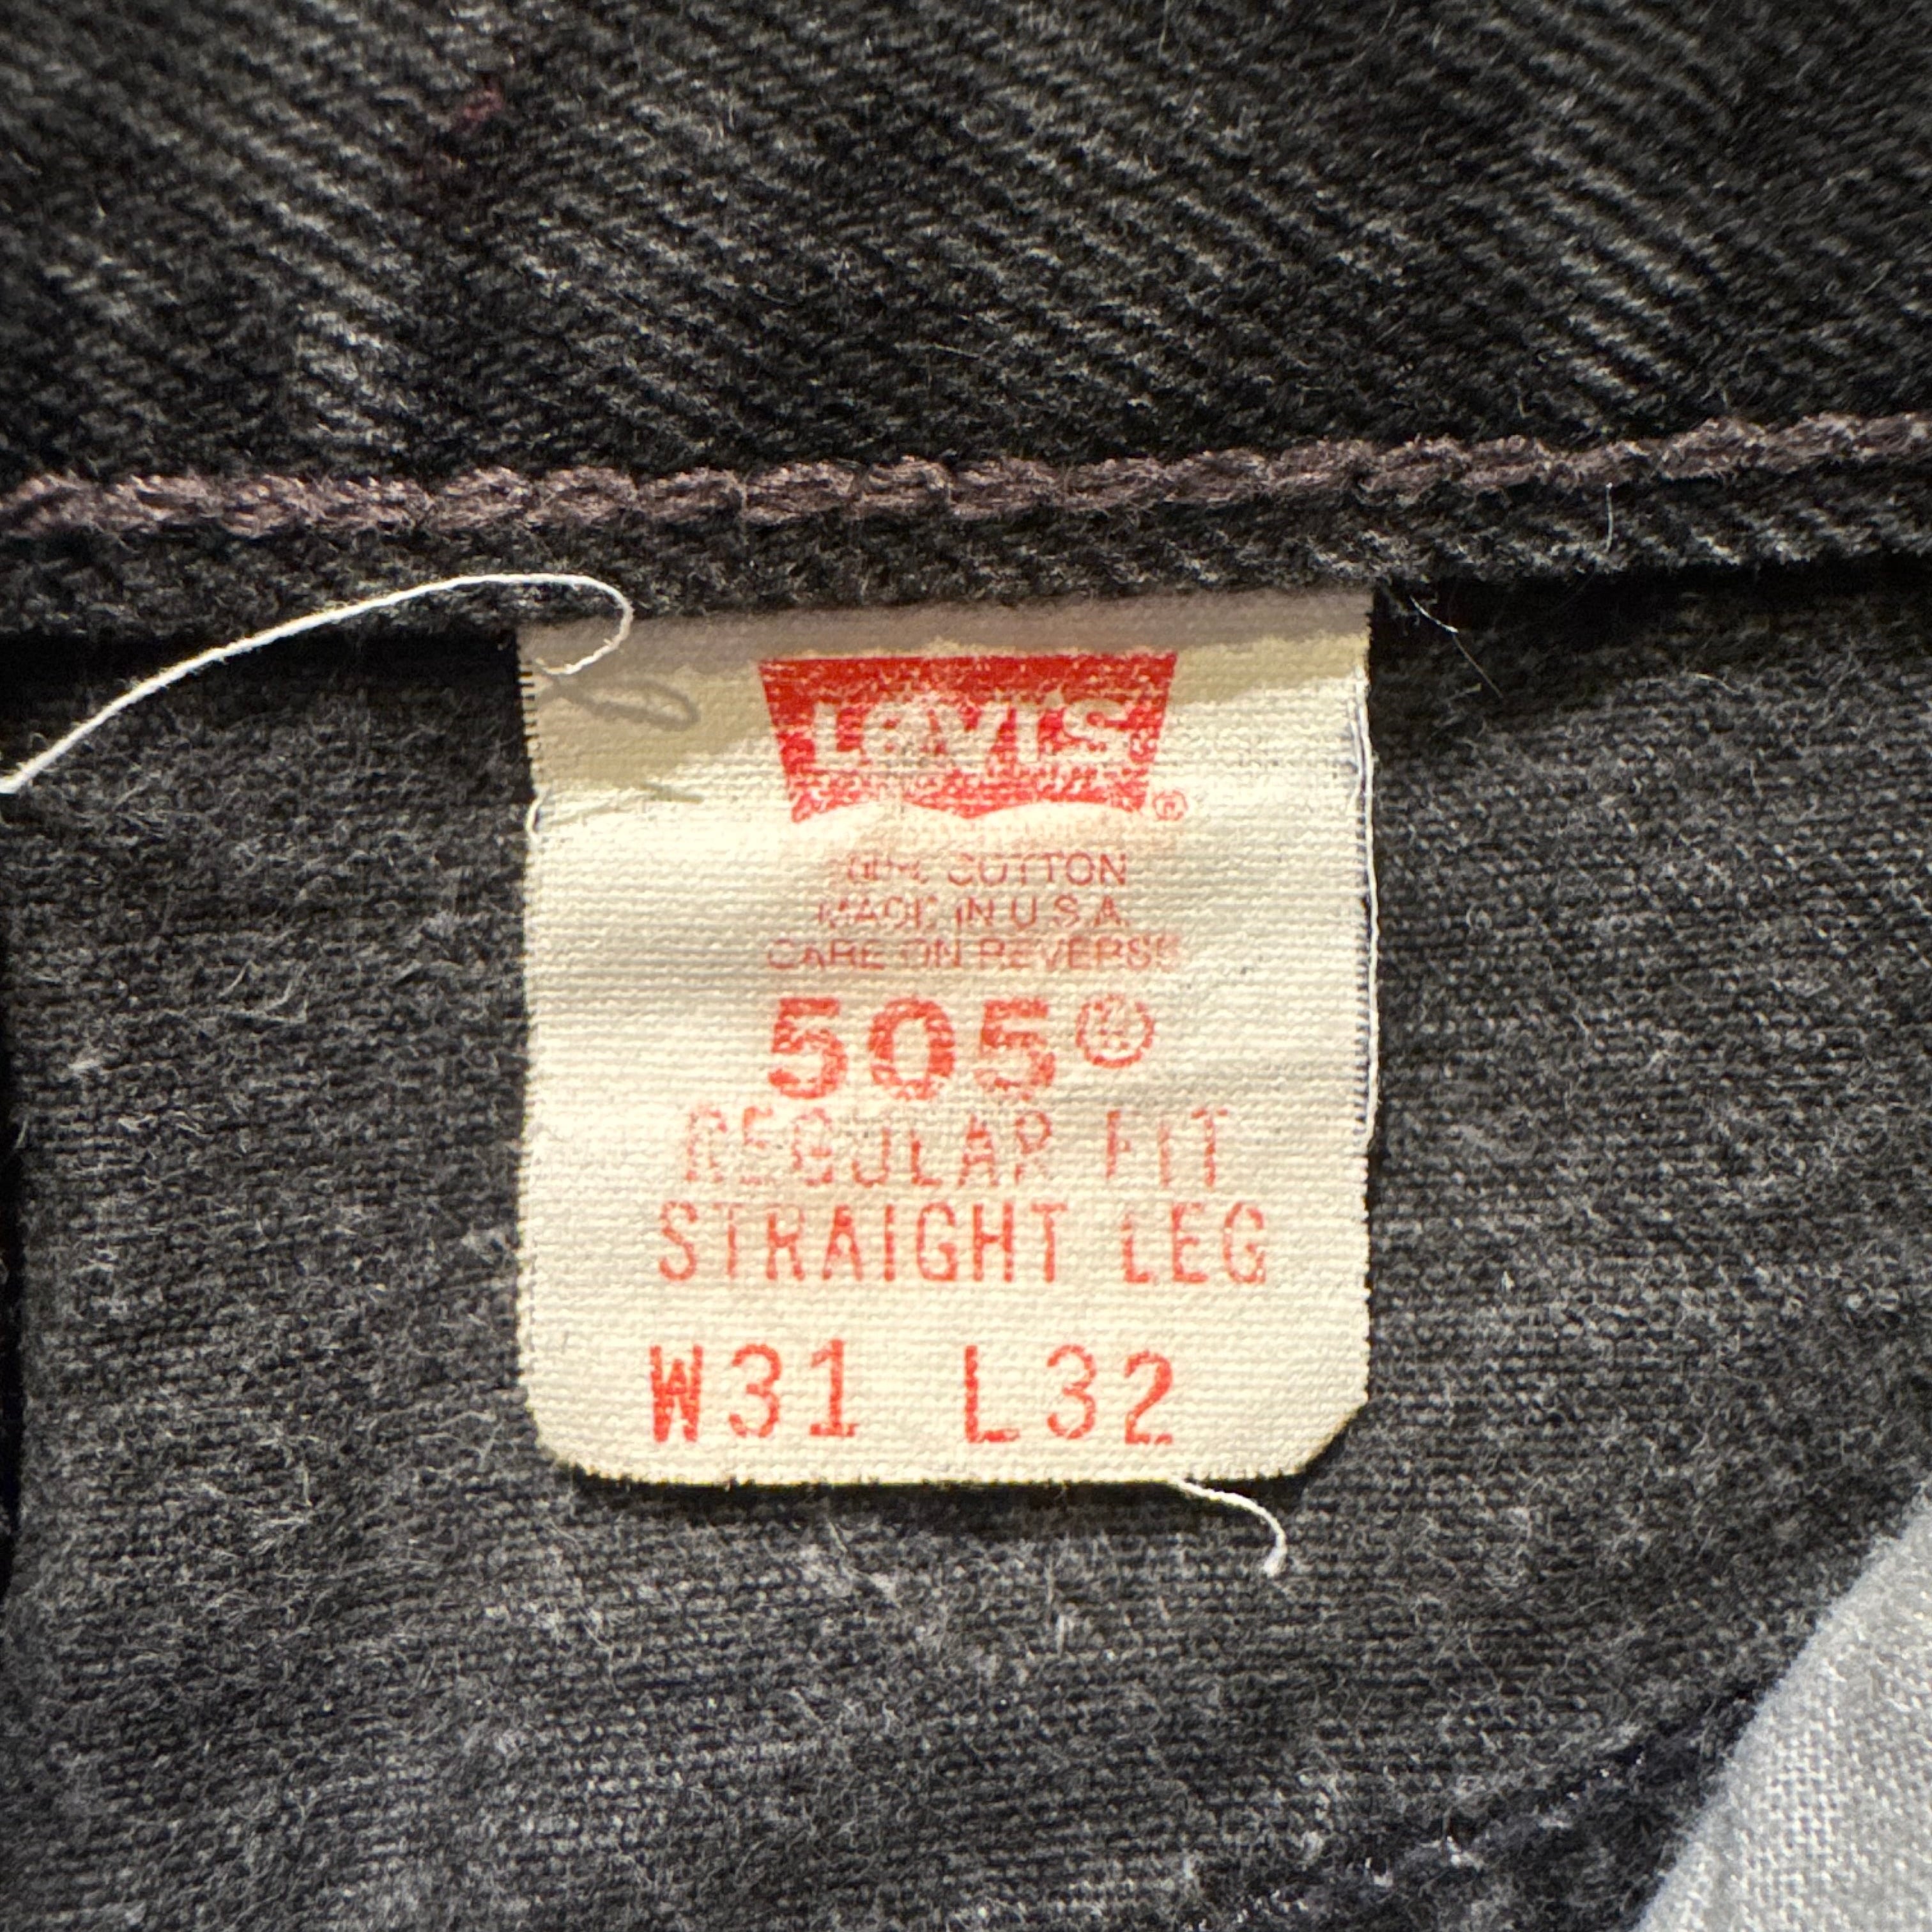 LEVI'S ®
100% COTTON
MADE IN U.S.A.
CARE ON REVERSE
505®
REGULAR FIT
STRAIGHT LEG
W31 L32